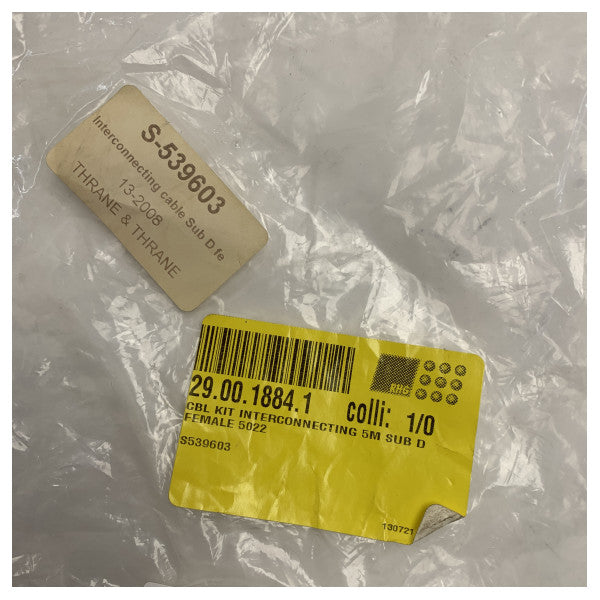 S-539603
Interconnecting cable Sub D fe
13-2008
THRANE & THRANE
RHG
29.00.1884.1 colli: 1/0
CBL KIT INTERCONNECTING 5M SUB D
FEMALE 5022
S539603
130721